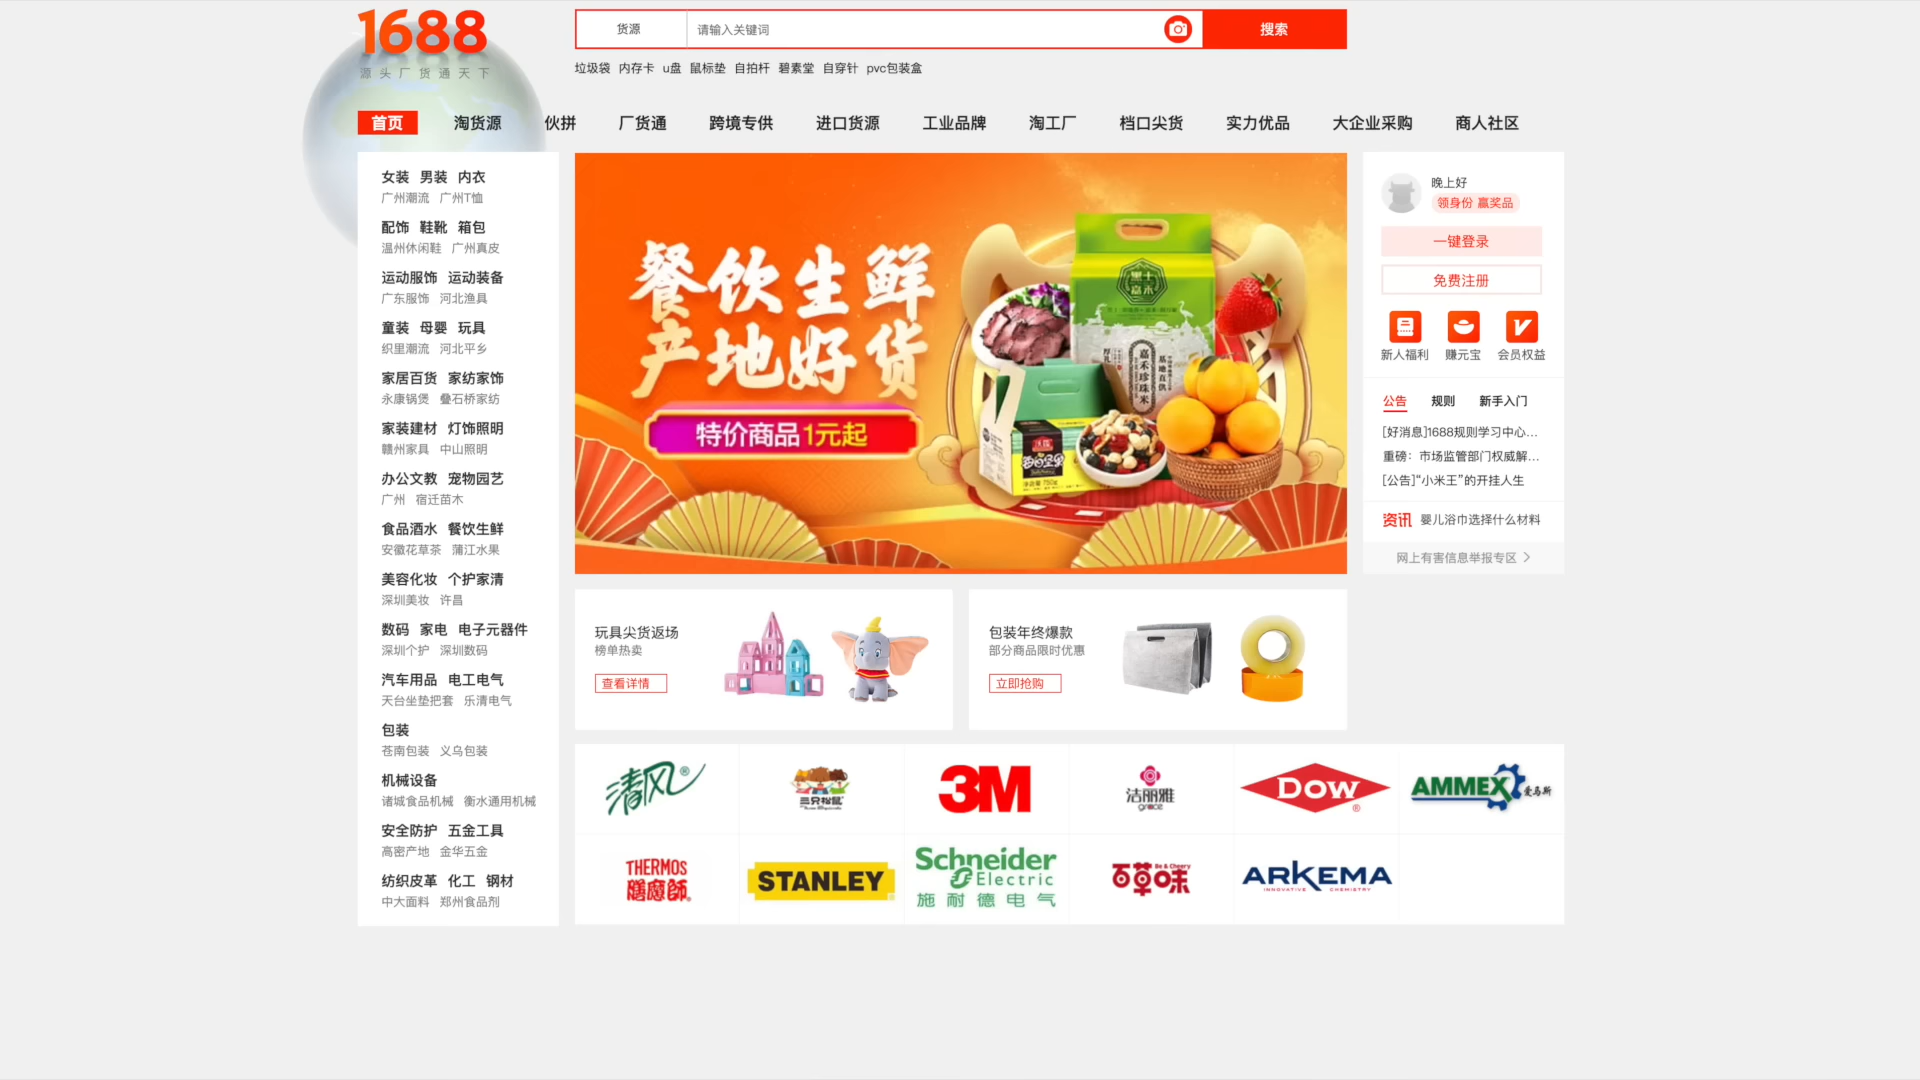 1688
源头厂货通天下
货源 请输入关键词 搜索
垃圾袋 内存卡 u盘 鼠标垫 自拍杆 碧素堂 自穿针 pvc包装盒
首页 淘货源 伙拼 厂货通 跨境专供 进口货源 工业品牌 淘工厂 档口尖货 实力优品 大企业采购 商人社区
女装 男装 内衣
广州潮流 广州T恤
配饰 鞋靴 箱包
温州休闲鞋 广州真皮
运动服饰 运动装备
广东服饰 河北渔具
童装 母婴 玩具
织里潮流 河北平乡
家居百货 家纺家饰
永康锅煲 叠石桥家纺
家装建材 灯饰照明
赣州家具 中山照明
办公文教 宠物园艺
广州 宿迁苗木
食品酒水 餐饮生鲜
安徽花草茶 蒲江水果
美容化妆 个护家清
深圳美妆 许昌
数码 家电 电子元器件
深圳个护 深圳数码
汽车用品 电工电气
天台坐垫把套 乐清电气
包装
苍南包装 义乌包装
机械设备
诸城食品机械 衡水通用机械
安全防护 五金工具
高密产地 金华五金
纺织皮革 化工 钢材
中大面料 郑州食品剂
餐饮生鲜
产地好货
特价商品1元起
嘉禾珍珠米
基地直供
晚上好
领身份 赢奖品
一键登录
免费注册
新人福利 赚元宝 会员权益
公告 规则 新手入门
[好消息]1688规则学习中心...
重磅：市场监管部门权威解...
[公告]“小米王”的开挂人生
资讯 婴儿浴巾选择什么材料
网上有害信息举报专区 >
玩具尖货返场
榜单热卖
查看详情
包装年终爆款
部分商品限时优惠
立即抢购
清风®
三只松鼠
3M
洁丽雅
grace
DOW®
AMMEX 爱马斯
THERMOS
膳魔師
STANLEY
Schneider
Electric
施耐德电气
百草味
Be & Cheery
ARKEMA
INNOVATIVE CHEMISTRY